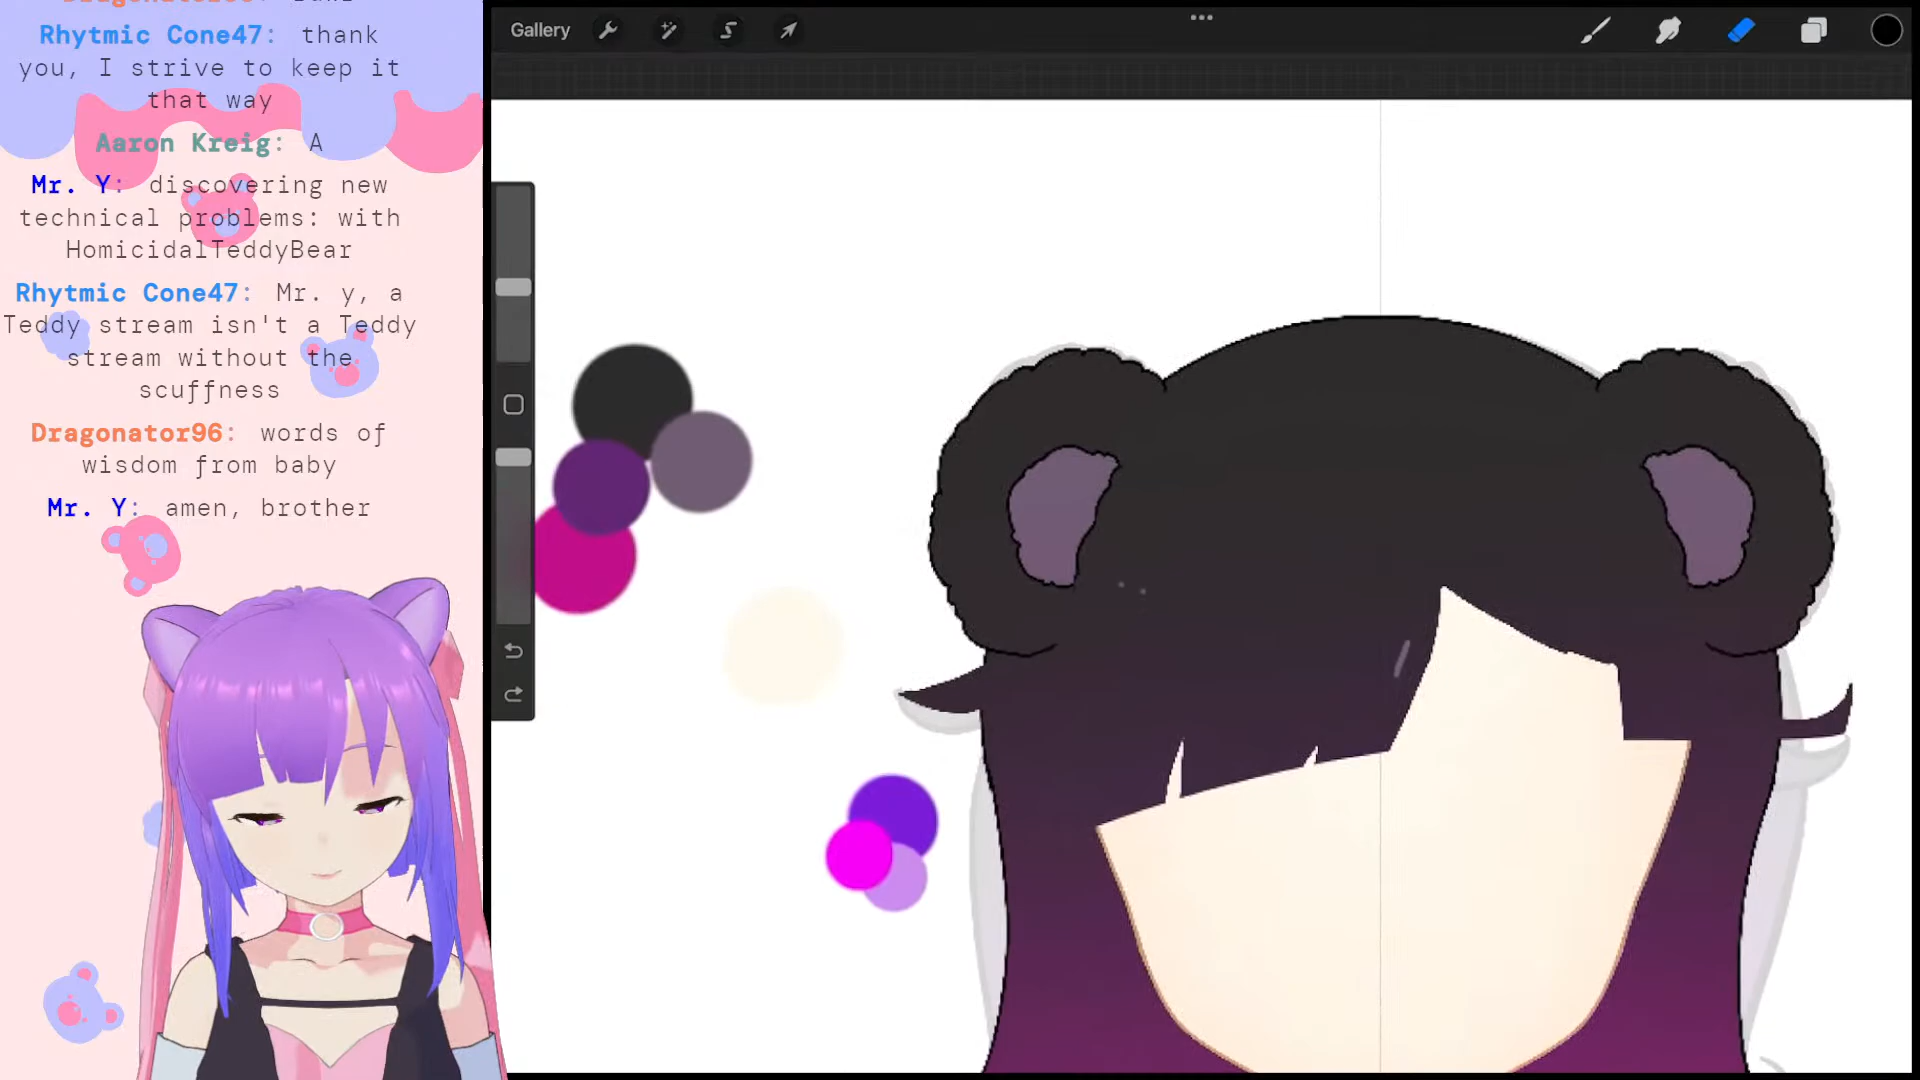 Rhytmic Cone47: thank
you, I strive to keep it
that way
Aaron Kreig: A
Mr. Y: discovering new
technical problems: with
HomicidalTeddyBear
Rhytmic Cone47: Mr. y, a
Teddy stream isn't a Teddy
stream without the
scuffness
Dragonator96: words of
wisdom from baby
Mr. Y: amen, brother
Gallery